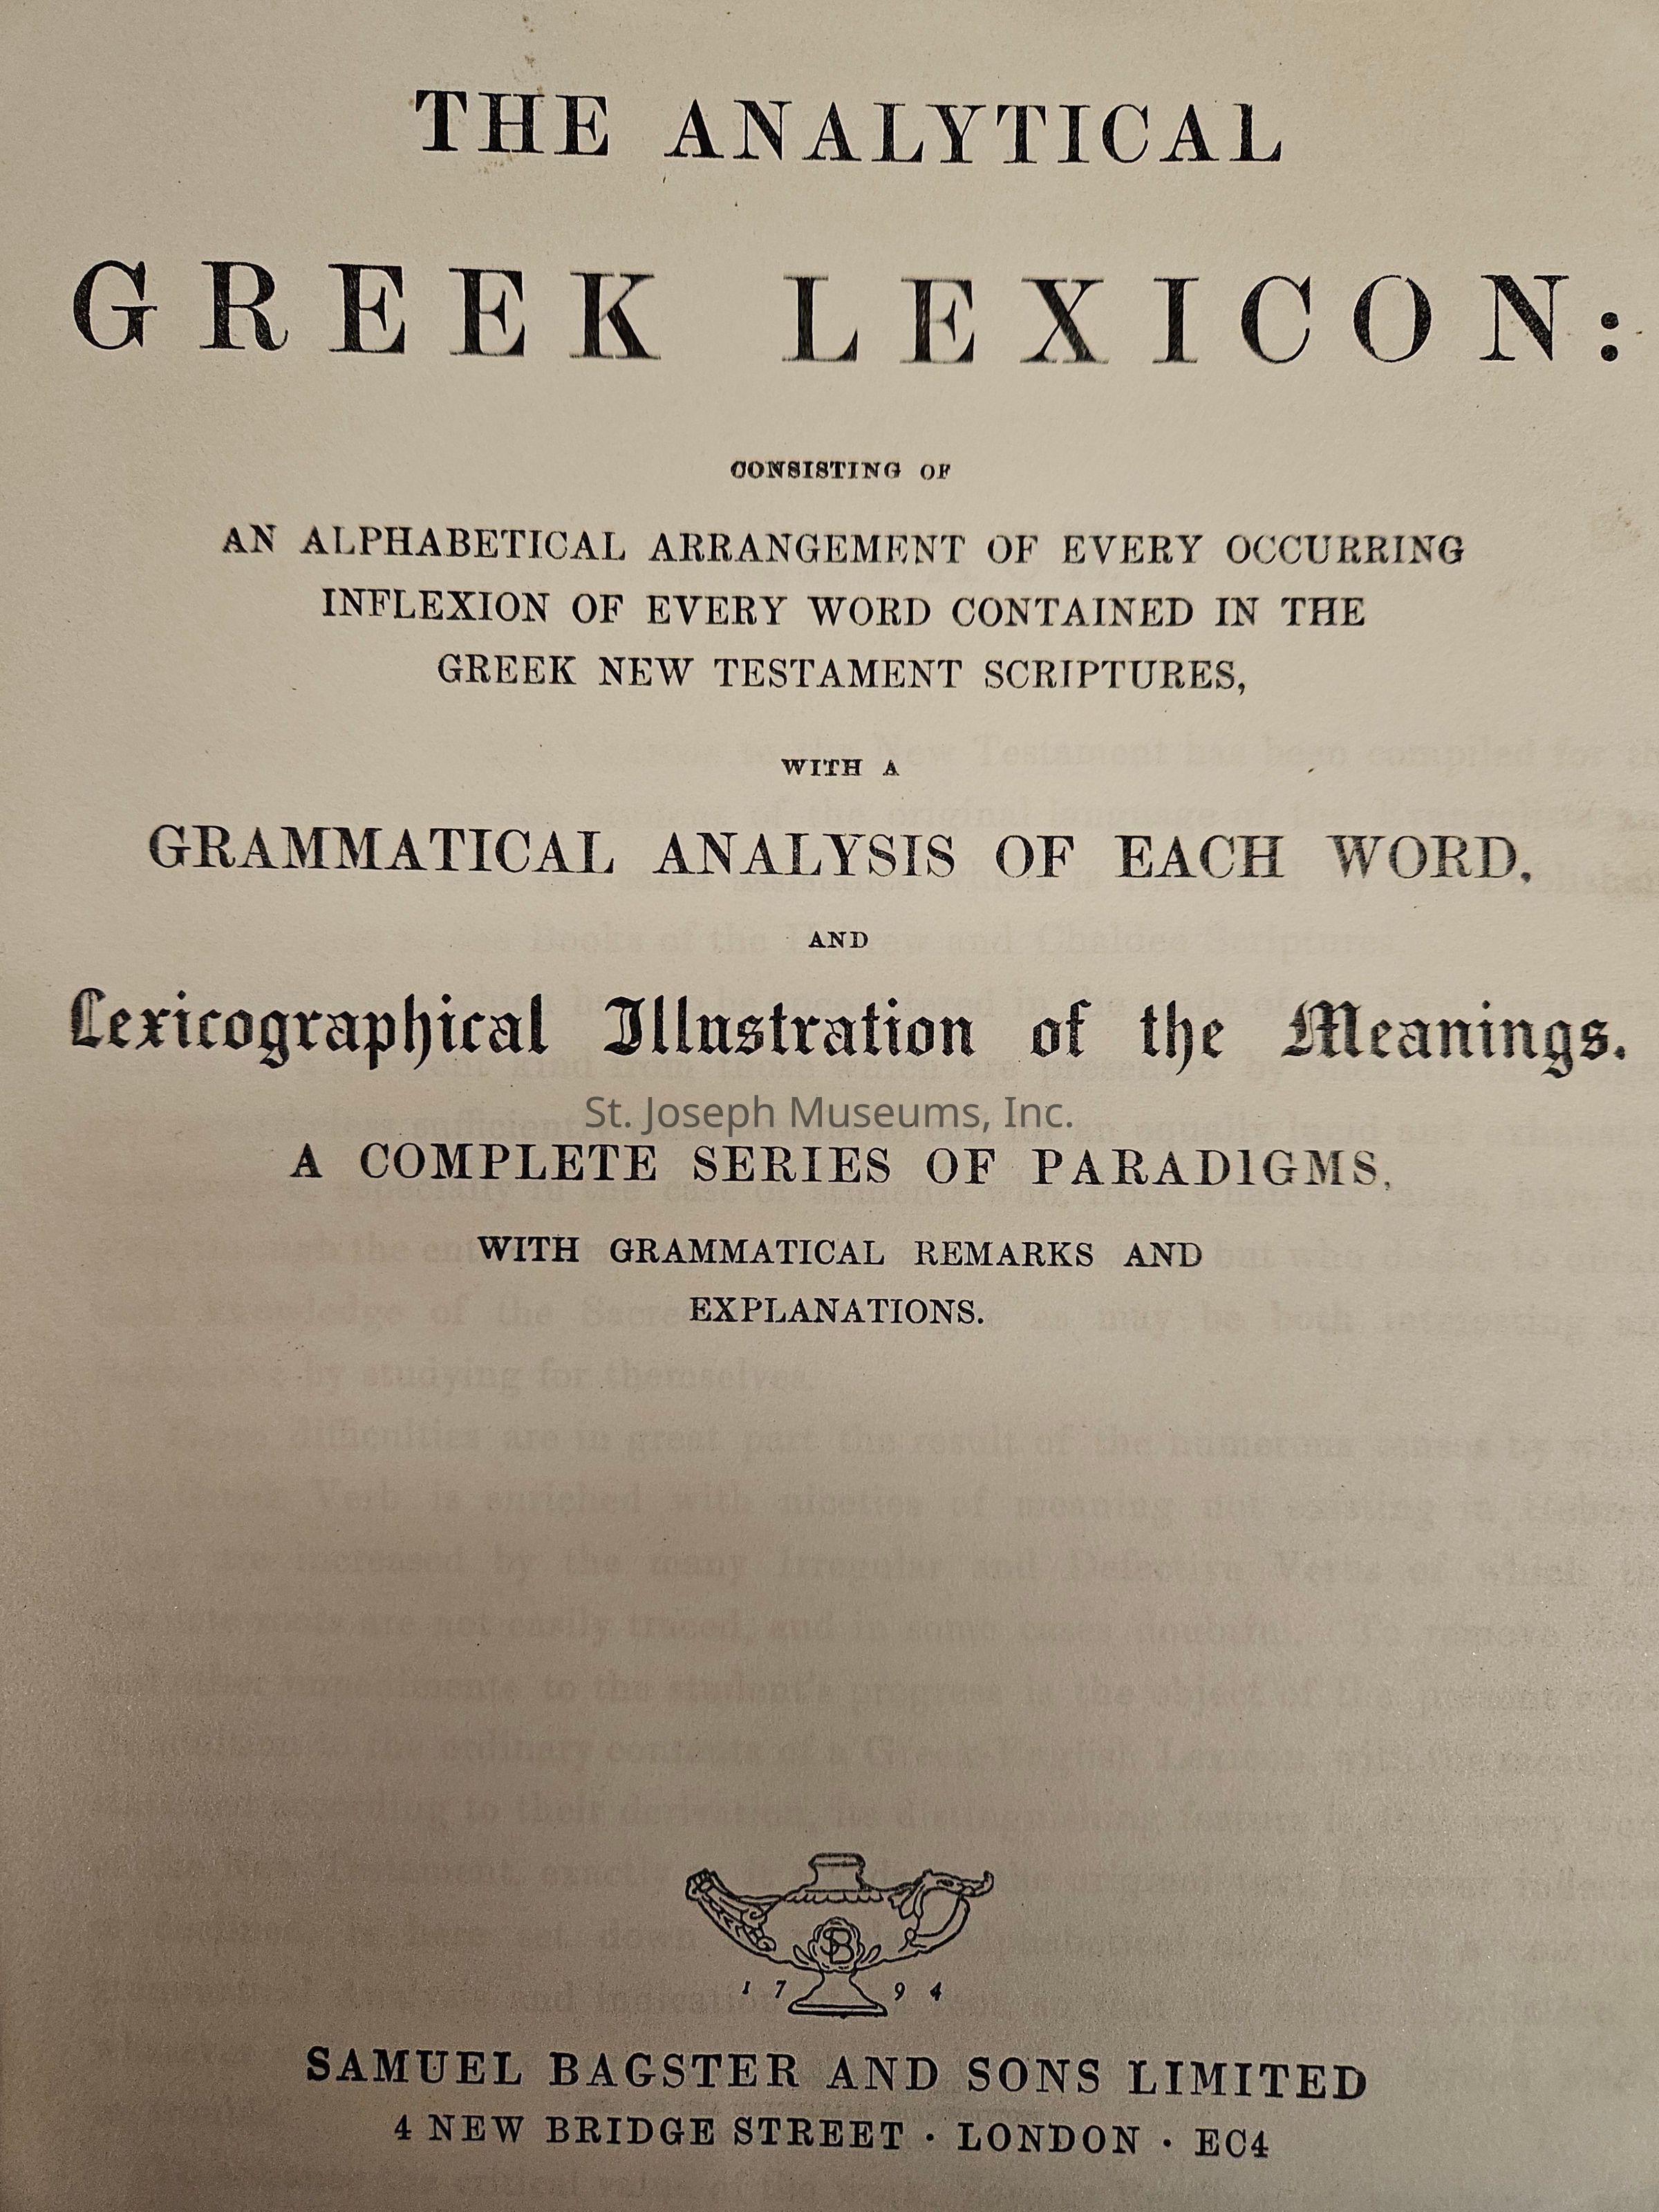 THE ANALYTICAL
GREEK LEXICON:
CONSISTING OF
AN ALPHABETICAL ARRANGEMENT OF EVERY OCCURRING
INFLEXION OF EVERY WORD CONTAINED IN THE
GREEK NEW TESTAMENT SCRIPTURES,
WITH A
GRAMMATICAL ANALYSIS OF EACH WORD,
AND
Lexicographical Illustration of the Meanings.
St. Joseph Museums, Inc.
A COMPLETE SERIES OF PARADIGMS,
WITH GRAMMATICAL REMARKS AND
EXPLANATIONS.
SB
1794
SAMUEL BAGSTER AND SONS LIMITED
4 NEW BRIDGE STREET · LONDON · EC4